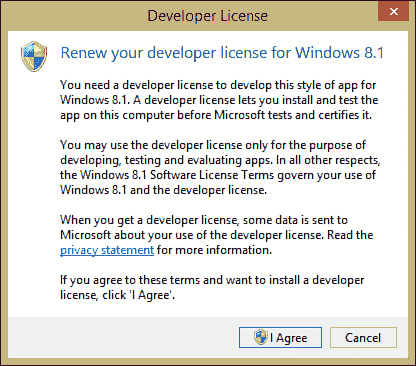 Developer License
Renew your developer license for Windows 8.1
You need a developer license to develop this style of app for
Windows 8.1. A developer license lets you install and test the
app on this computer before Microsoft tests and certifies it.
You may use the developer license only for the purpose of
developing, testing and evaluating apps. In all other respects,
the Windows 8.1 Software License Terms govern your use of
Windows 8.1 and the developer license.
When you get a developer license, some data is sent to
Microsoft about your use of the developer license. Read the
privacy statement for more information.
If you agree to these terms and want to install a developer
license, click 'I Agree'.
I Agree Cancel